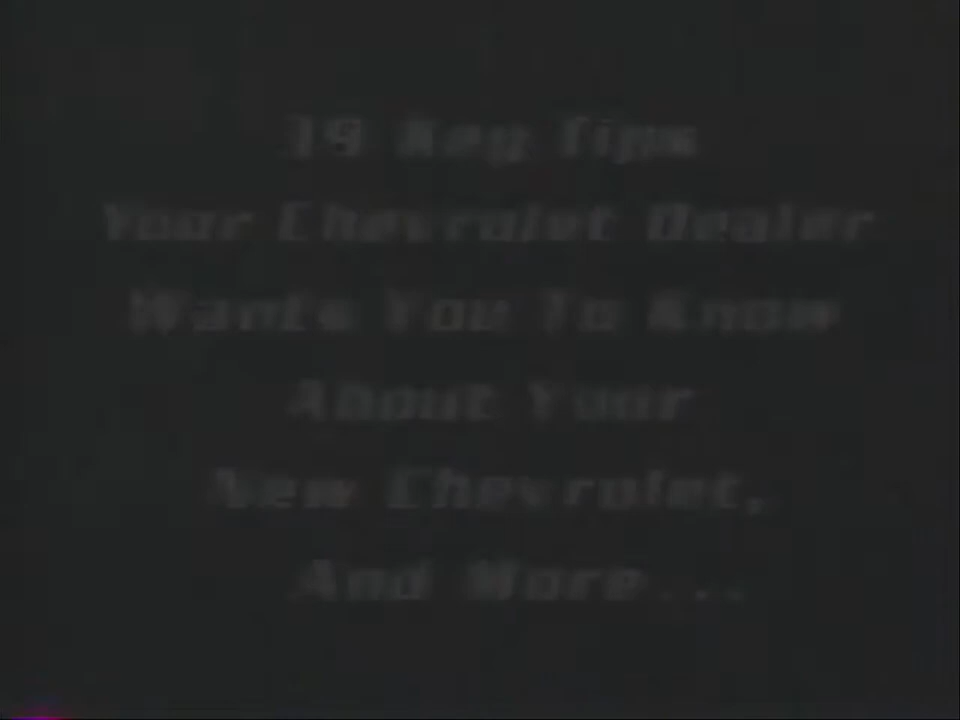 19 Key Tips
Your Chevrolet Dealer
Wants You To Know
About Your
New Chevrolet,
And More...